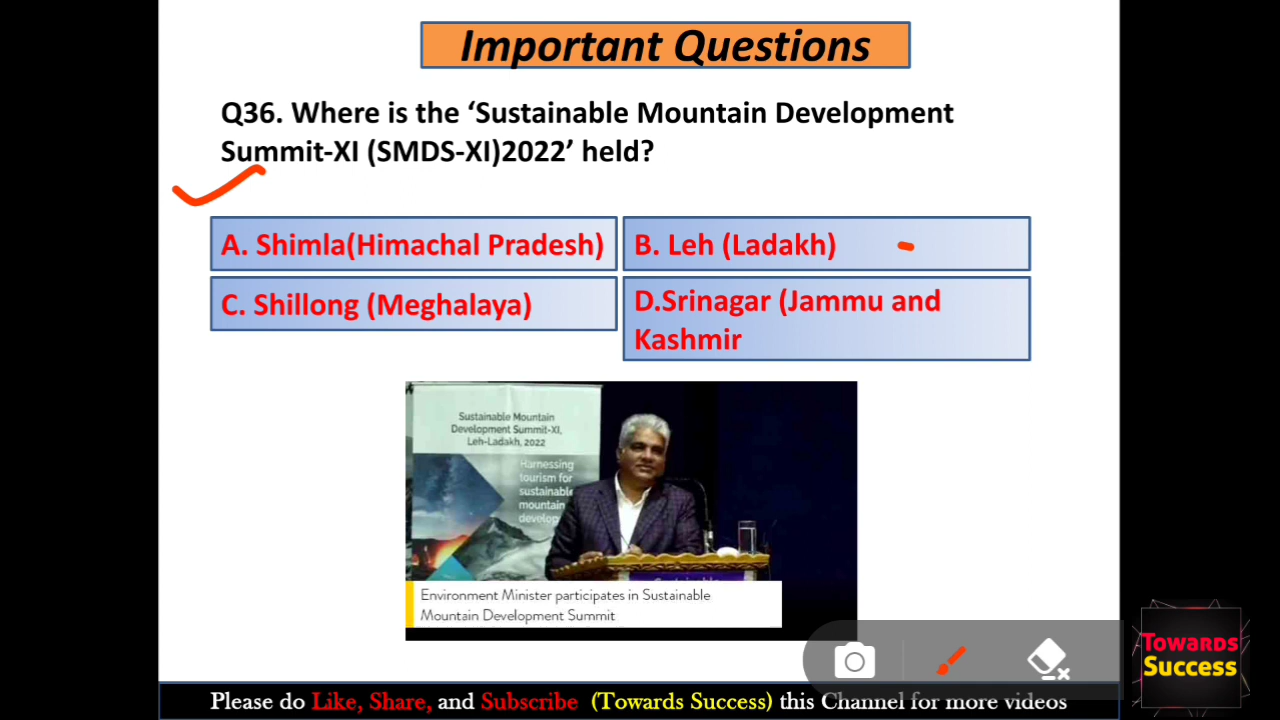 Important Questions
Q36. Where is the ‘Sustainable Mountain Development
Summit-XI (SMDS-XI)2022’ held?
A. Shimla(Himachal Pradesh)
B. Leh (Ladakh)
C. Shillong (Meghalaya)
D.Srinagar (Jammu and
Kashmir
Sustainable Mountain
Development Summit-XI,
Leh-Ladakh, 2022
Harnessing
tourism for
sustainable
mountain
develop
Sustainable
Environment Minister participates in Sustainable
Mountain Development Summit
Towards
Success
Please do Like, Share, and Subscribe (Towards Success) this Channel for more videos